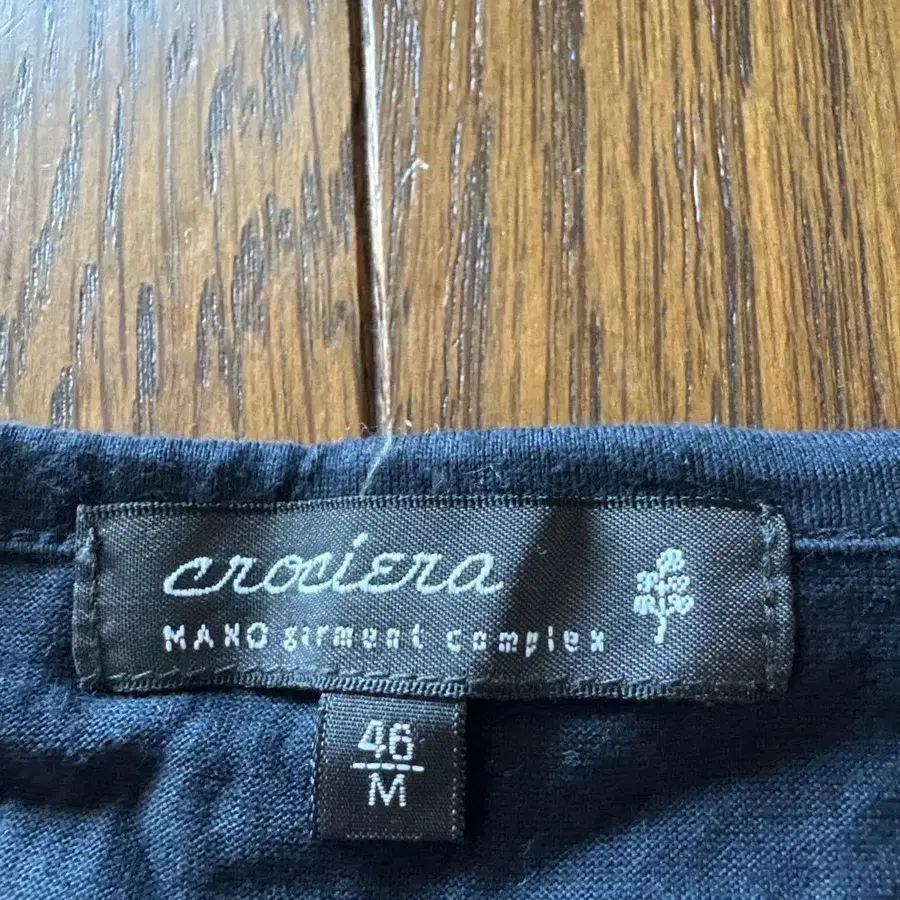 crociera
MANO garment complex
46
M